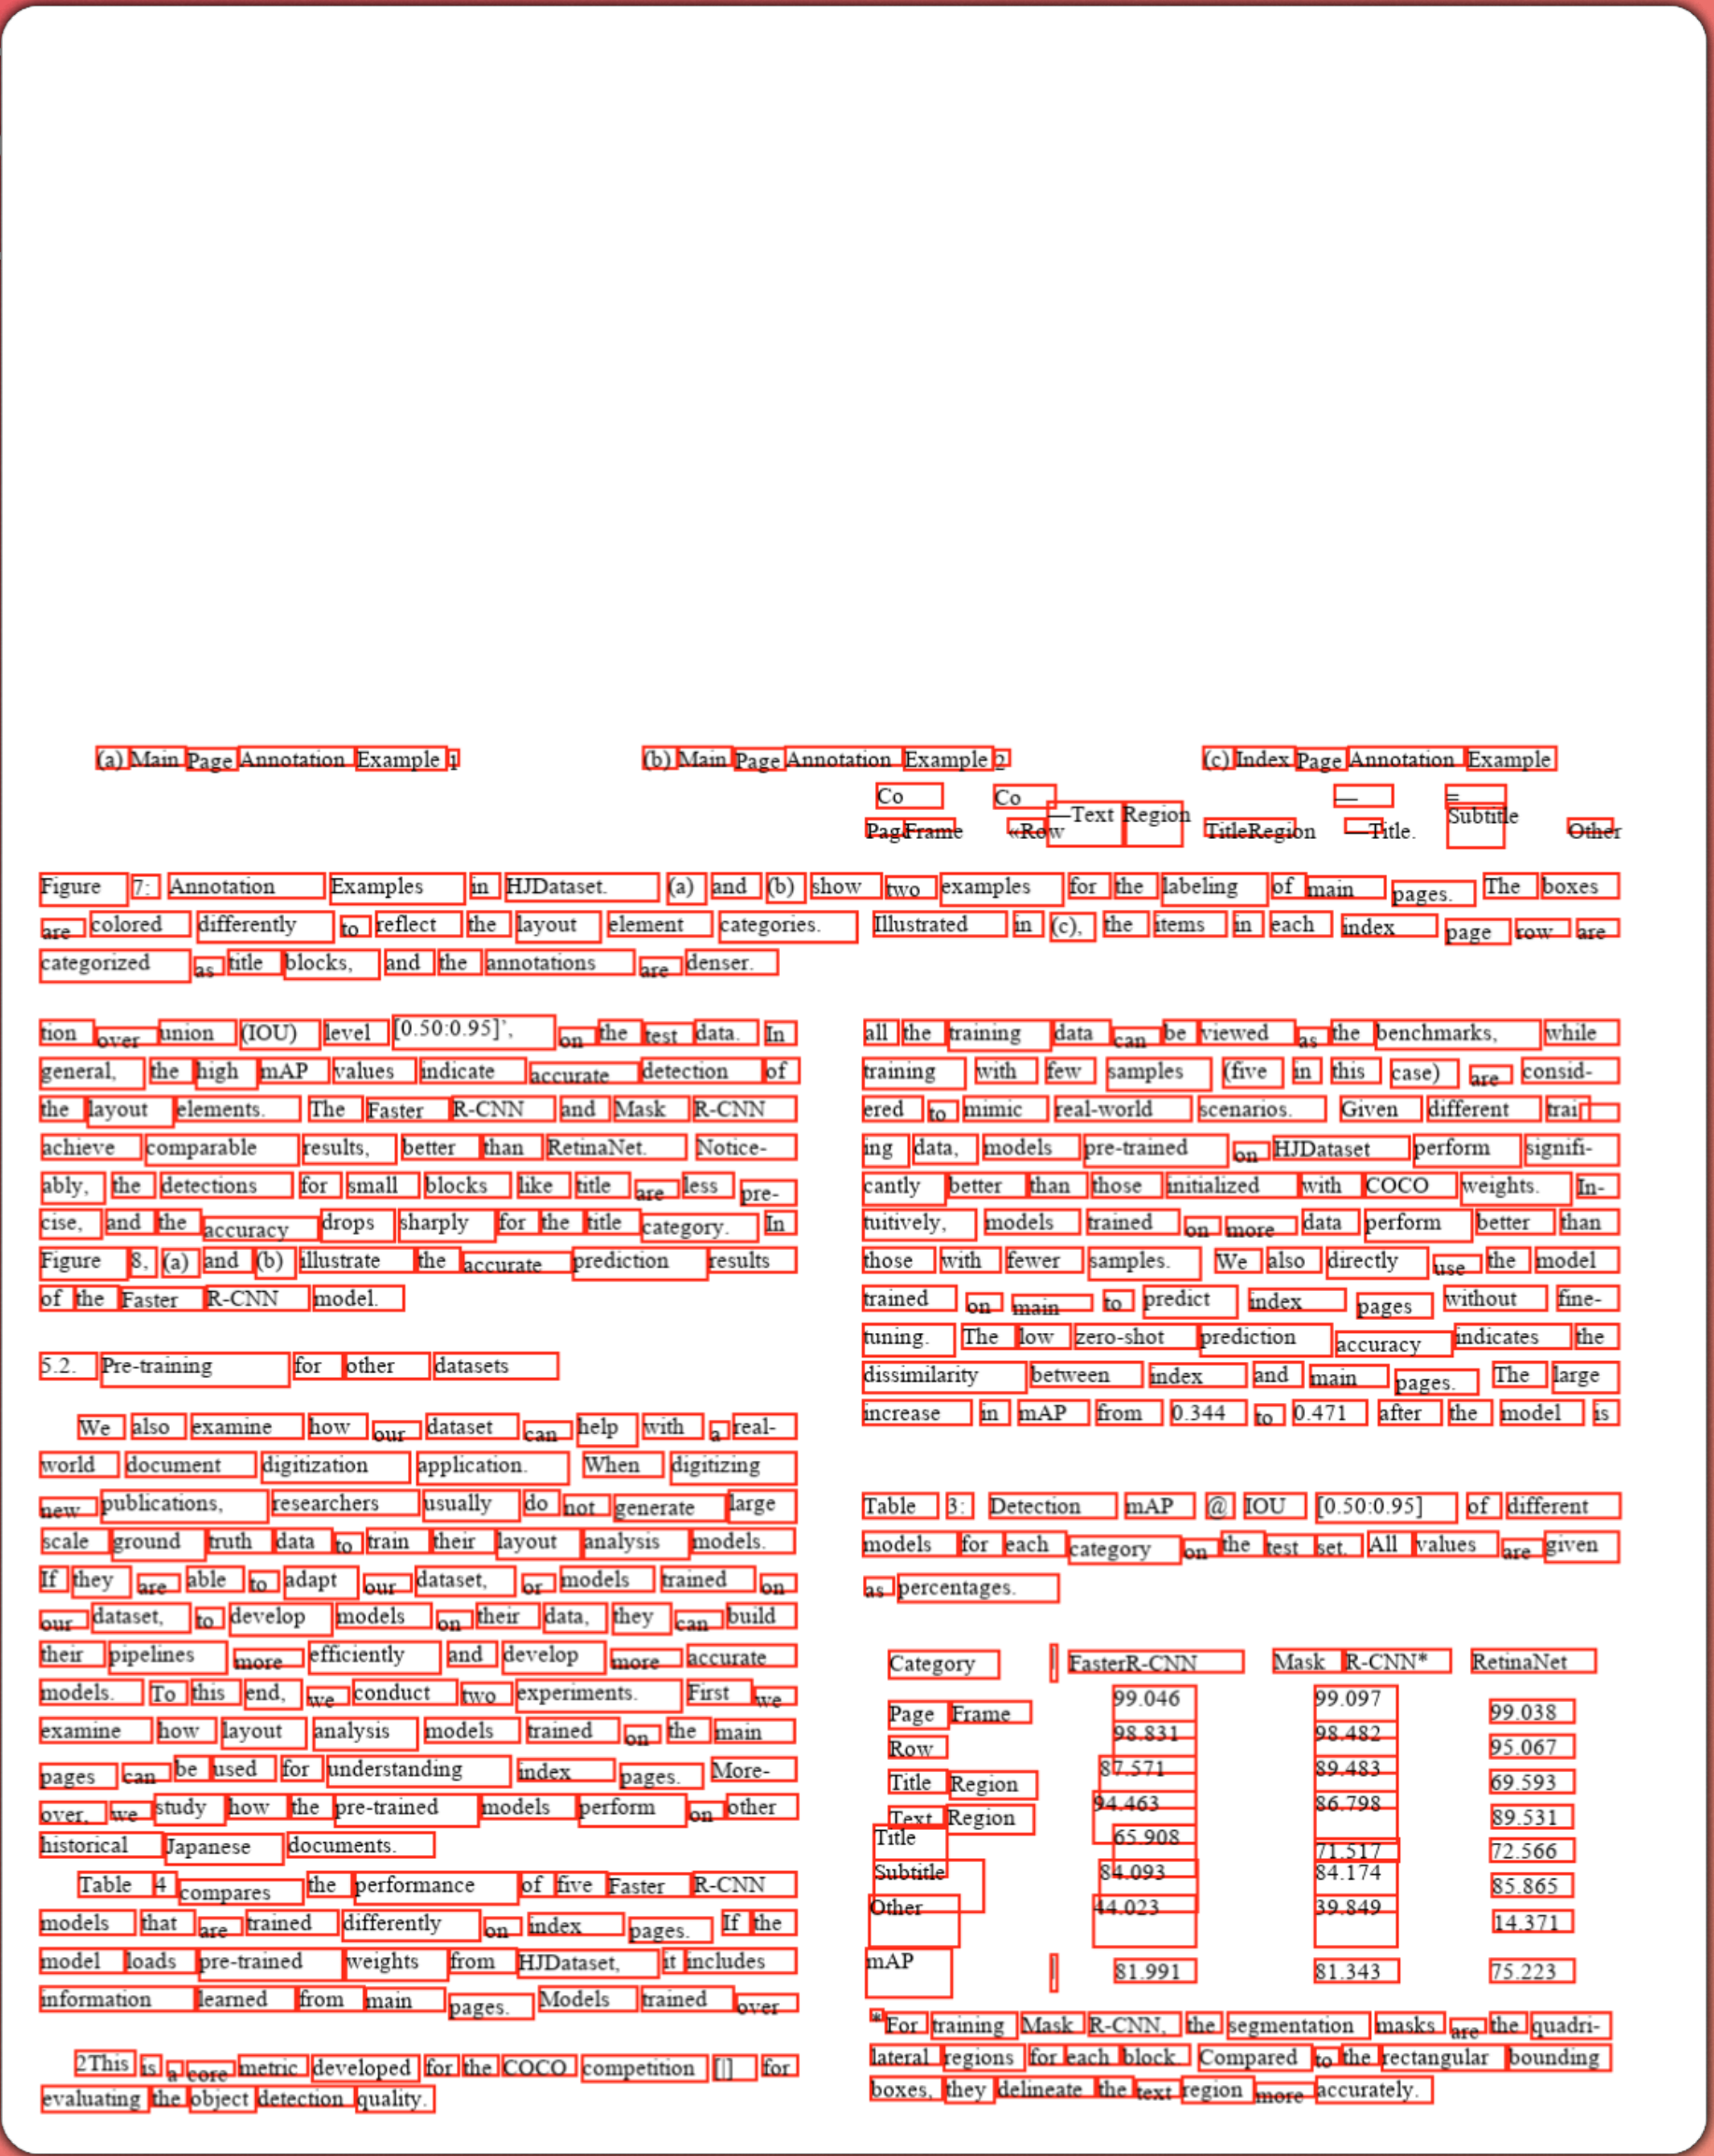 (a) Main Page Annotation Example 1
(b) Main Page Annotation Example 2
(c) Index Page Annotation Example
Co Co — =
PagFrame «Row —Text Region TitleRegion —Title. Subtitle Other
Figure 7: Annotation Examples in HJDataset. (a) and (b) show two examples for the labeling of main pages. The boxes
are colored differently to reflect the layout element categories. Illustrated in (c), the items in each index page row are
categorized as title blocks, and the annotations are denser.
tion over union (IOU) level [0.50:0.95]’, on the test data. In
general, the high mAP values indicate accurate detection of
the layout elements. The Faster R-CNN and Mask R-CNN
achieve comparable results, better than RetinaNet. Notice-
ably, the detections for small blocks like title are less pre-
cise, and the accuracy drops sharply for the title category. In
Figure 8, (a) and (b) illustrate the accurate prediction results
of the Faster R-CNN model.
5.2. Pre-training for other datasets
We also examine how our dataset can help with a real-
world document digitization application. When digitizing
new publications, researchers usually do not generate large
scale ground truth data to train their layout analysis models.
If they are able to adapt our dataset, or models trained on
our dataset, to develop models on their data, they can build
their pipelines more efficiently and develop more accurate
models. To this end, we conduct two experiments. First we
examine how layout analysis models trained on the main
pages can be used for understanding index pages. More-
over, we study how the pre-trained models perform on other
historical Japanese documents.
Table 4 compares the performance of five Faster R-CNN
models that are trained differently on index pages. If the
model loads pre-trained weights from HJDataset, it includes
information learned from main pages. Models trained over
2This is a core metric developed for the COCO competition [|] for
evaluating the object detection quality.
all the training data can be viewed as the benchmarks, while
training with few samples (five in this case) are consid-
ered to mimic real-world scenarios. Given different trai
ing data, models pre-trained on HJDataset perform signifi-
cantly better than those initialized with COCO weights. In-
tuitively, models trained on more data perform better than
those with fewer samples. We also directly use the model
trained on main to predict index pages without fine-
tuning. The low zero-shot prediction accuracy indicates the
dissimilarity between index and main pages. The large
increase in mAP from 0.344 to 0.471 after the model is
Table 3: Detection mAP @ IOU [0.50:0.95] of different
models for each category on the test set. All values are given
as percentages.
Category | FasterR-CNN Mask R-CNN* RetinaNet
Page Frame 99.046 99.097 99.038
Row 98.831 98.482 95.067
Title Region 87.571 89.483 69.593
Text Region 94.463 86.798 89.531
Title 65.908 71.517 72.566
Subtitle 84.093 84.174 85.865
Other 44.023 39.849 14.371
mAP | 81.991 81.343 75.223
*For training Mask R-CNN, the segmentation masks are the quadri-
lateral regions for each block. Compared to the rectangular bounding
boxes, they delineate the text region more accurately.